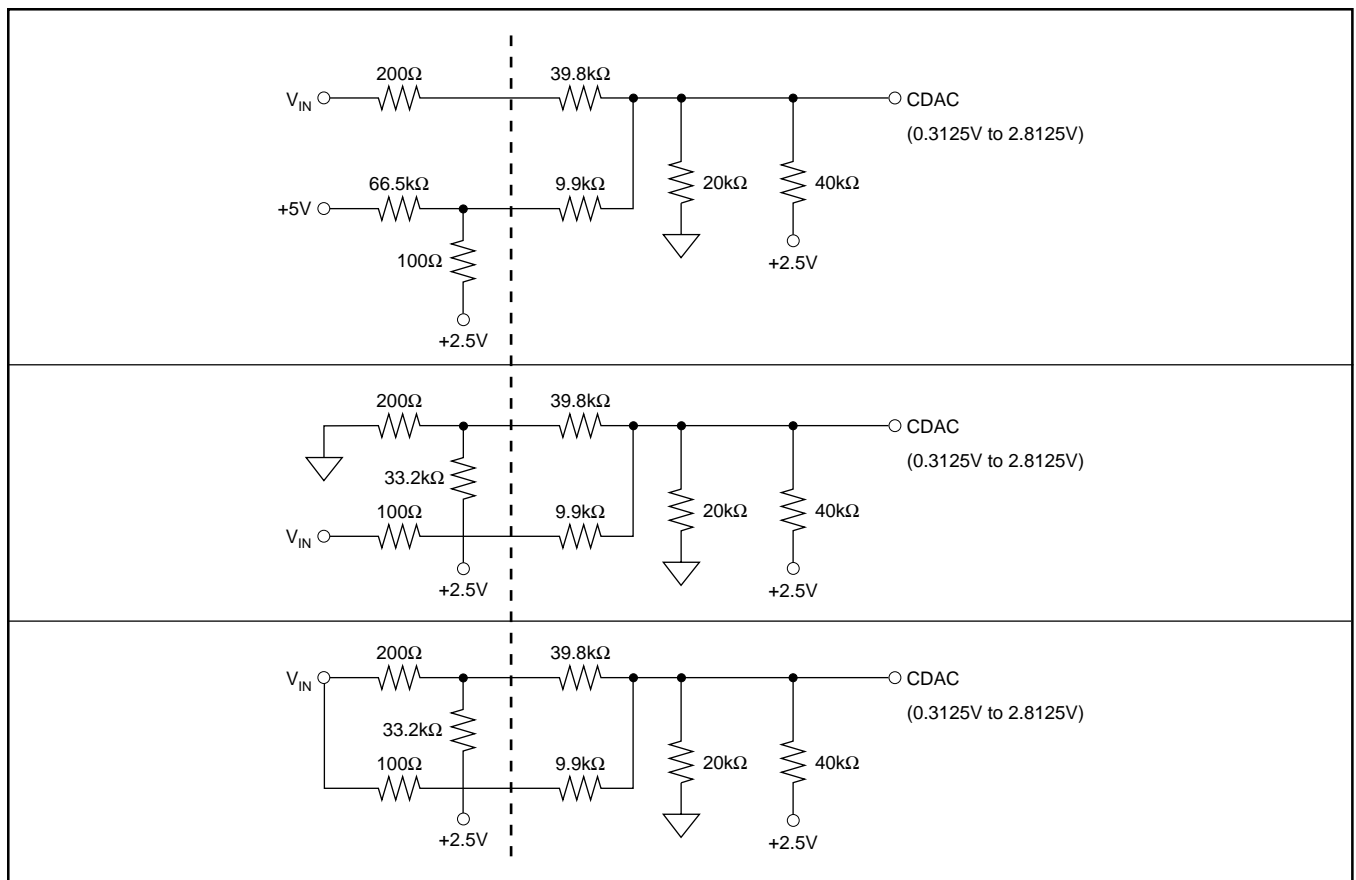 200Ω
39.8kΩ
V_IN
CDAC
(0.3125V to 2.8125V)
66.5kΩ
9.9kΩ
20kΩ
40kΩ
+5V
100Ω
+2.5V
+2.5V
200Ω
39.8kΩ
CDAC
(0.3125V to 2.8125V)
33.2kΩ
100Ω
9.9kΩ
20kΩ
40kΩ
V_IN
+2.5V
+2.5V
200Ω
39.8kΩ
V_IN
CDAC
(0.3125V to 2.8125V)
33.2kΩ
100Ω
9.9kΩ
20kΩ
40kΩ
+2.5V
+2.5V